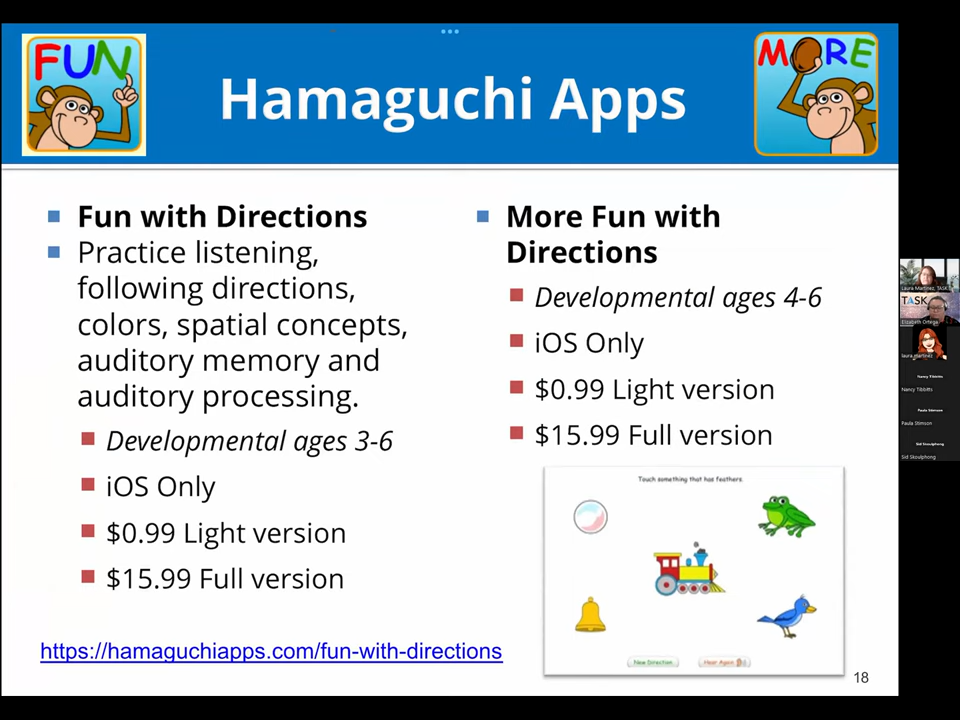 FUN
Hamaguchi Apps
MORE
Fun with Directions
Practice listening,
following directions,
colors, spatial concepts,
auditory memory and
auditory processing.
Developmental ages 3-6
iOS Only
$0.99 Light version
$15.99 Full version
https://hamaguchiapps.com/fun-with-directions
More Fun with
Directions
Developmental ages 4-6
iOS Only
$0.99 Light version
$15.99 Full version
Touch something that has feathers.
New Direction
Hear Again
18
Laura Martinez, TASK
TASK
Elizabeth Ortega
laura martinez
Nancy Tibbitts
Nancy Tibbitts
Paula Stimson
Paula Stimson
Sid Skoulphong
Sid Skoulphong